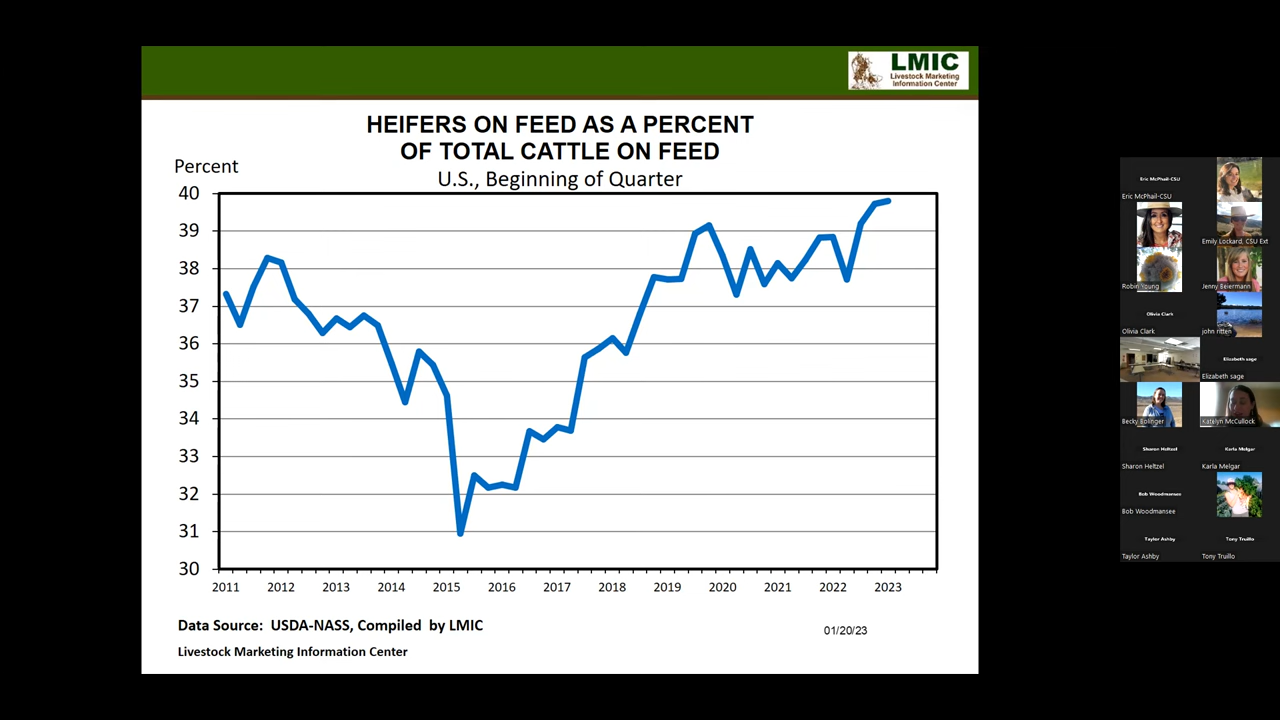 LMIC
Livestock Marketing
Information Center
HEIFERS ON FEED AS A PERCENT
OF TOTAL CATTLE ON FEED
U.S., Beginning of Quarter
Percent
40
39
38
37
36
35
34
33
32
31
30
2011 2012 2013 2014 2015 2016 2017 2018 2019 2020 2021 2022 2023
Data Source: USDA-NASS, Compiled by LMIC
01/20/23
Livestock Marketing Information Center
Eric McPhail-CSU
Eric McPhail-CSU
Emily Lockard, CSU Ext
Robin Young
Jenny Beiermann
Olivia Clark
Olivia Clark
john ritten
Elizabeth sage
Elizabeth sage
Becky Bolinger
Katelyn McCullock
Sharon Heltzel
Karla Melgar
Sharon Heltzel
Karla Melgar
Bob Woodmansee
Bob Woodmansee
Taylor Ashby
Tony Truillo
Taylor Ashby
Tony Truillo